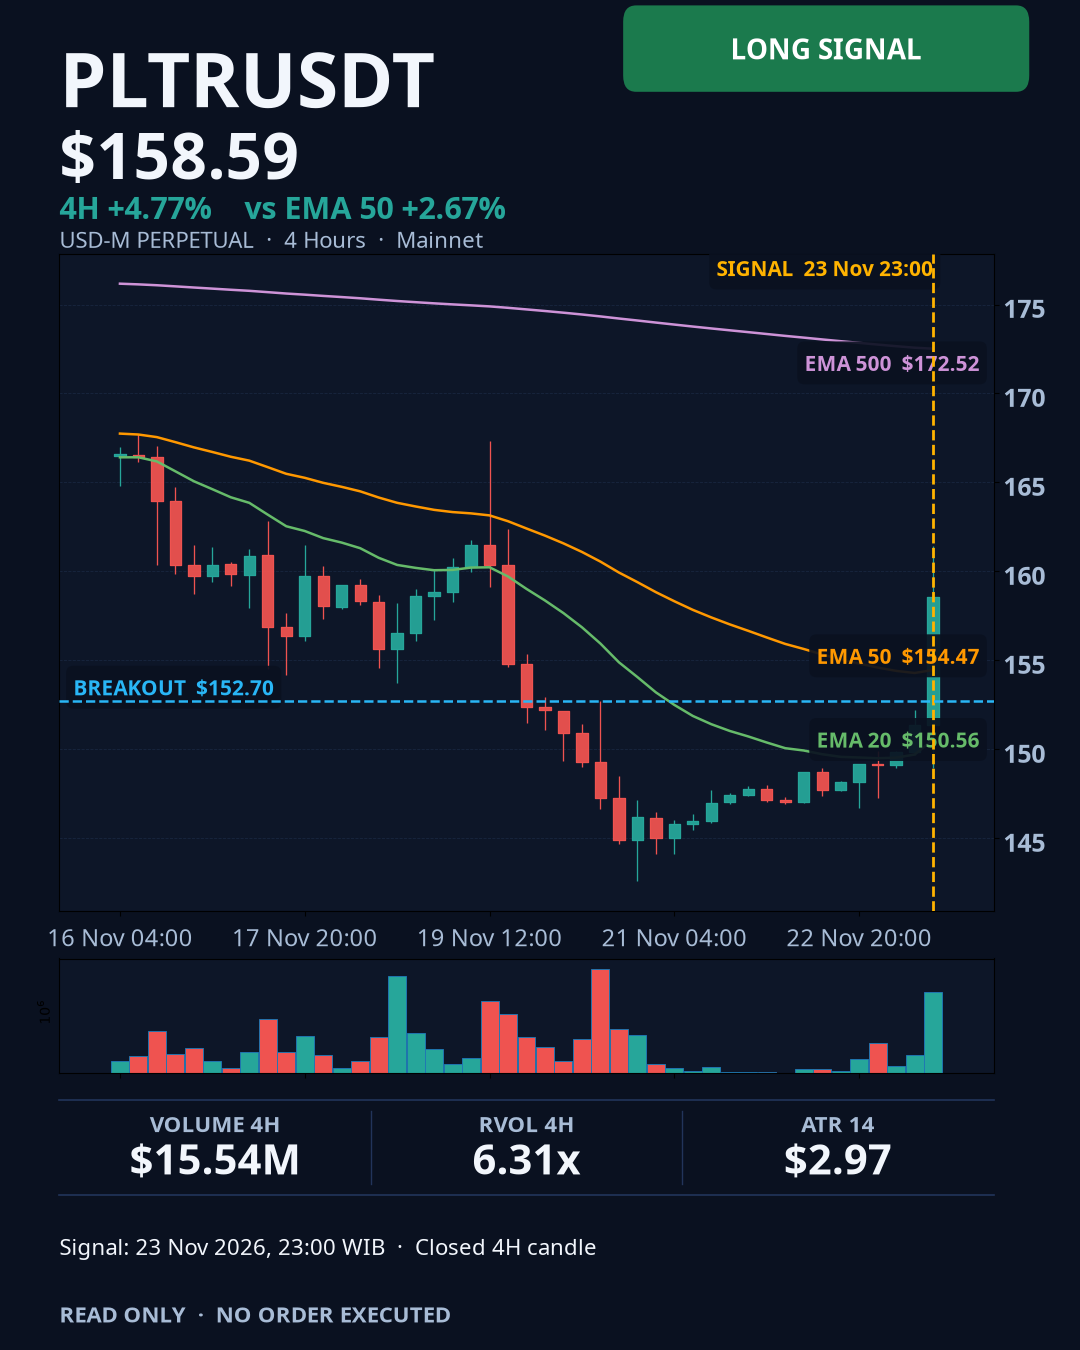 LONG SIGNAL
PLTRUSDT
$158.59
4H +4.77% vs EMA 50 +2.67%
USD-M PERPETUAL · 4 Hours · Mainnet
SIGNAL 23 Nov 23:00
175
EMA 500 $172.52
170
165
160
EMA 50 $154.47
155
BREAKOUT $152.70
EMA 20 $150.56
150
145
16 Nov 04:00 17 Nov 20:00 19 Nov 12:00 21 Nov 04:00 22 Nov 20:00
10⁶
VOLUME 4H RVOL 4H ATR 14
$15.54M 6.31x $2.97
Signal: 23 Nov 2026, 23:00 WIB · Closed 4H candle
READ ONLY · NO ORDER EXECUTED